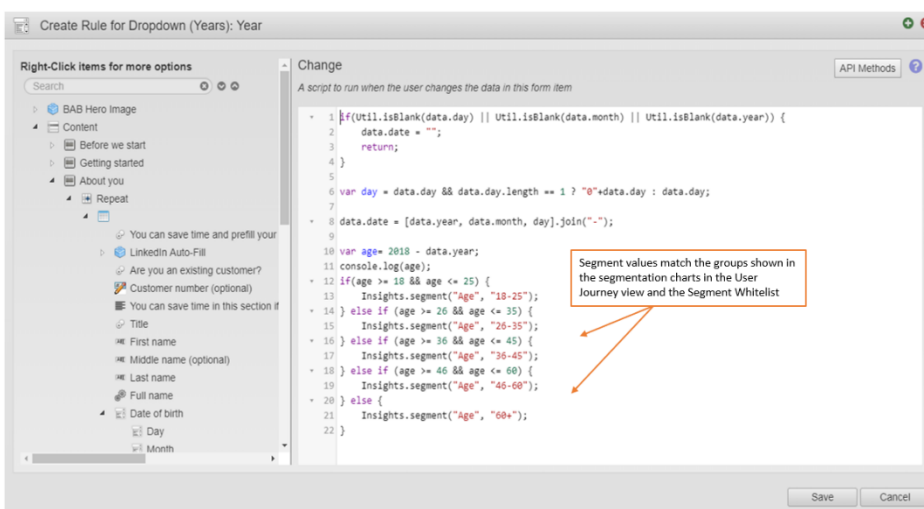 Create Rule for Dropdown (Years): Year
Right-Click items for more options
Search
BAB Hero Image
Content
Before we start
Getting started
About you
Repeat
You can save time and prefill your
LinkedIn Auto-Fill
Are you an existing customer?
Customer number (optional)
You can save time in this section if
Title
First name
Middle name (optional)
Last name
Full name
Date of birth
Day
Month
Change
API Methods
A script to run when the user changes the data in this form item
1 if(Util.isBlank(data.day) || Util.isBlank(data.month) || Util.isBlank(data.year)) {
2 data.date = "";
3 return;
4 }
5
6 var day = data.day && data.day.length == 1 ? "0"+data.day : data.day;
7
8 data.date = [data.year, data.month, day].join("-");
9
10 var age= 2018 - data.year;
11 console.log(age);
12 if(age >= 18 && age <= 25) {
13 Insights.segment("Age", "18-25");
14 } else if (age >= 26 && age <= 35) {
15 Insights.segment("Age", "26-35");
16 } else if (age >= 36 && age <= 45) {
17 Insights.segment("Age", "36-45");
18 } else if (age >= 46 && age <= 60) {
19 Insights.segment("Age", "46-60");
20 } else {
21 Insights.segment("Age", "60+");
22 }
Segment values match the groups shown in
the segmentation charts in the User
Journey view and the Segment Whitelist
Save
Cancel